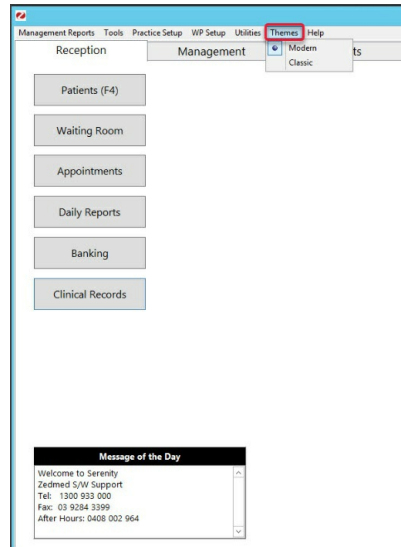 Management Reports Tools Practice Setup WP Setup Utilities Themes Help
Reception Management ts
Modern
Classic
Patients (F4)
Waiting Room
Appointments
Daily Reports
Banking
Clinical Records
Message of the Day
Welcome to Serenity
Zedmed S/W Support
Tel: 1300 933 000
Fax: 03 9284 3399
After Hours: 0408 002 964